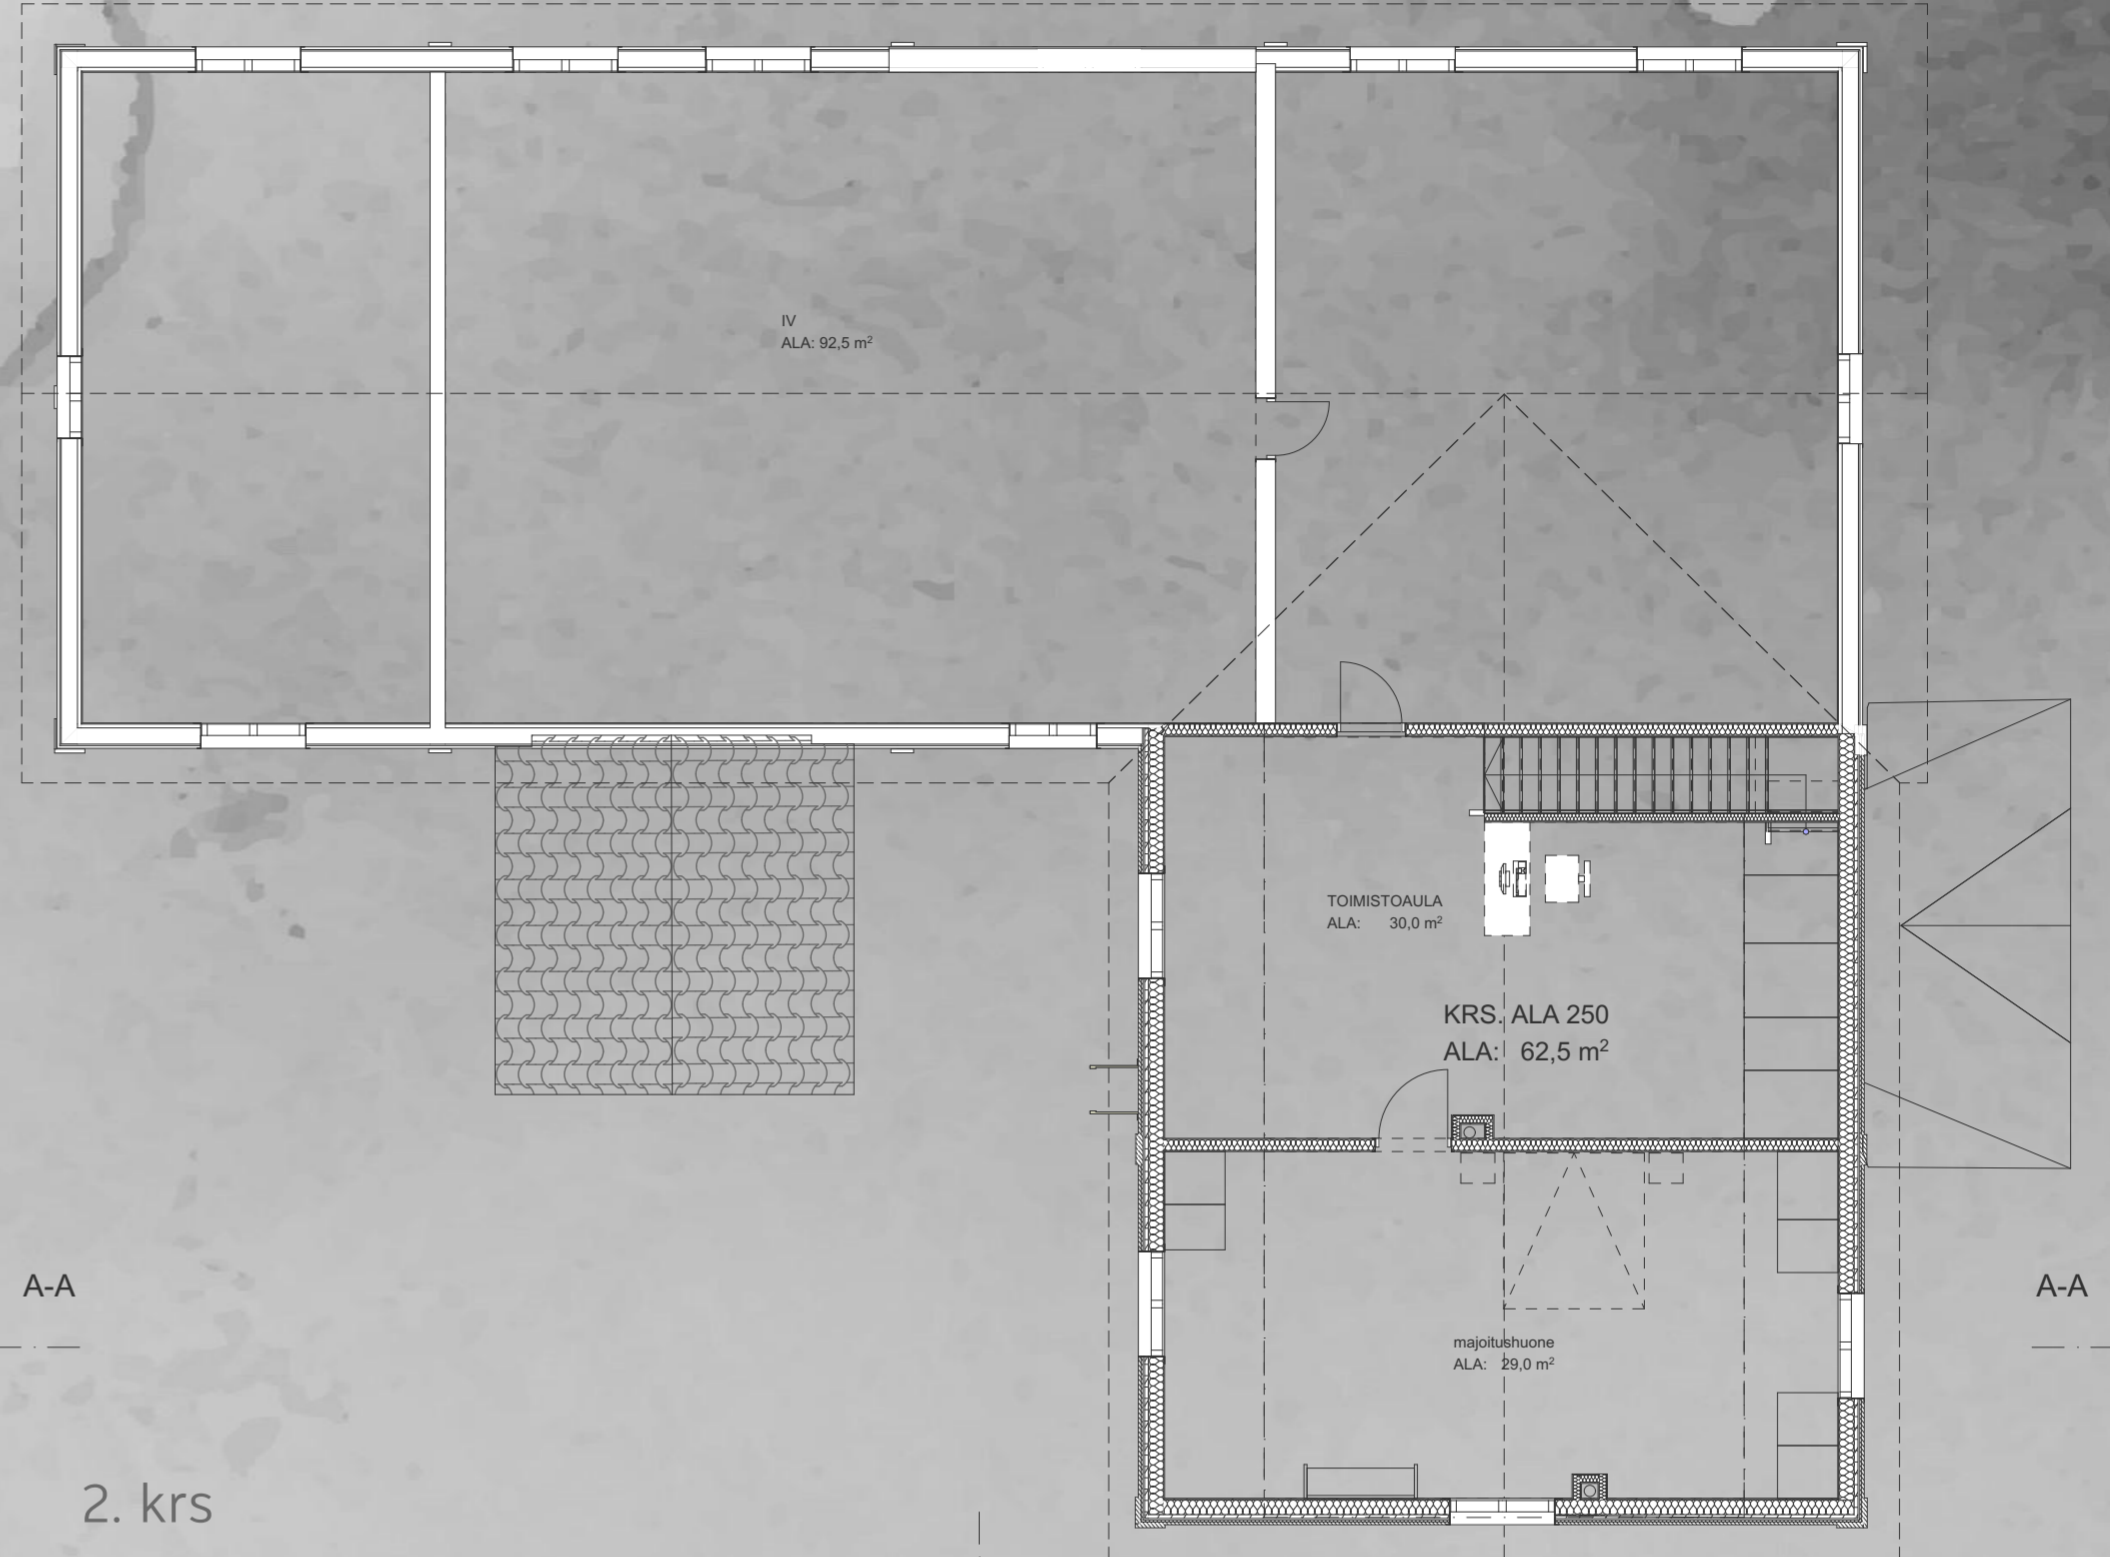 IV
ALA: 92,5 m²
TOIMISTOAULA
ALA: 30,0 m²
KRS. ALA 250
ALA: 62,5 m²
A-A
A-A
majoitushuone
ALA: 29,0 m²
2. krs